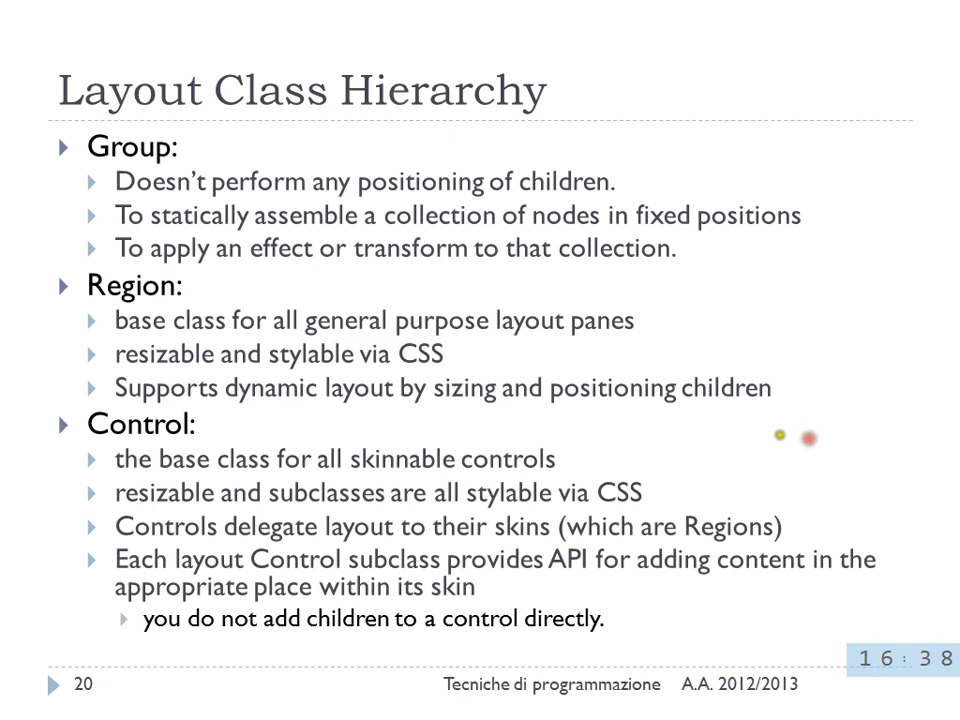 Layout Class Hierarchy
Group:
Doesn't perform any positioning of children.
To statically assemble a collection of nodes in fixed positions
To apply an effect or transform to that collection.
Region:
base class for all general purpose layout panes
resizable and stylable via CSS
Supports dynamic layout by sizing and positioning children
Control:
the base class for all skinnable controls
resizable and subclasses are all stylable via CSS
Controls delegate layout to their skins (which are Regions)
Each layout Control subclass provides API for adding content in the
appropriate place within its skin
you do not add children to a control directly.
16:38
20 Tecniche di programmazione A.A. 2012/2013